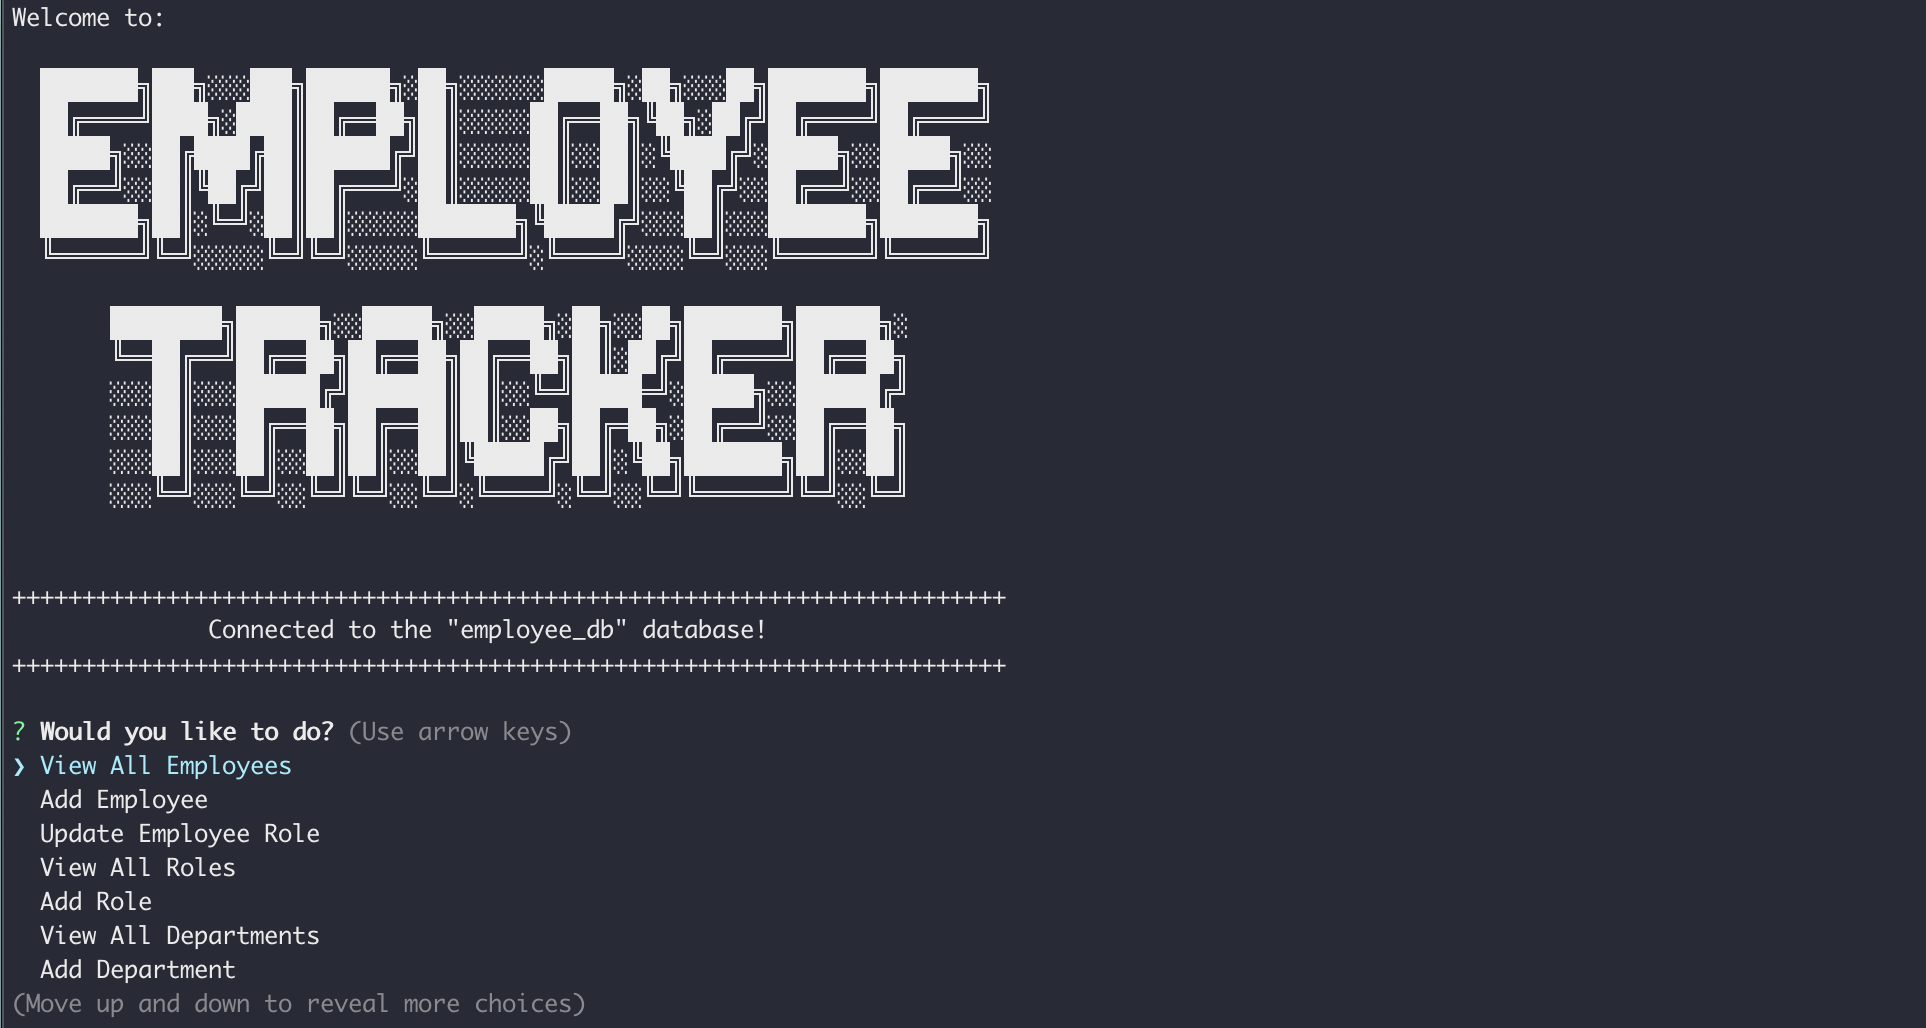 Welcome to:
EMPLOYEE
TRACKER
+++++++++++++++++++++++++++++++++++++++++++++++++++++++++++++++++++++++
Connected to the "employee_db" database!
+++++++++++++++++++++++++++++++++++++++++++++++++++++++++++++++++++++++
? Would you like to do? (Use arrow keys)
❯ View All Employees
Add Employee
Update Employee Role
View All Roles
Add Role
View All Departments
Add Department
(Move up and down to reveal more choices)